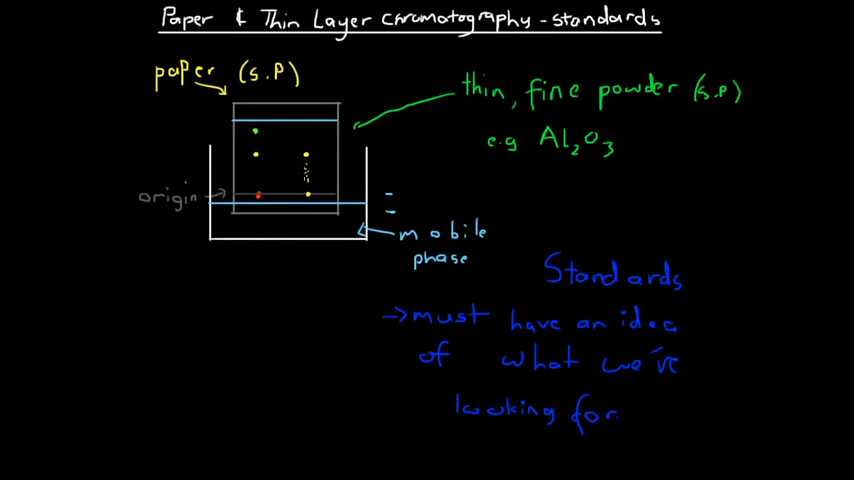 Paper & Thin Layer chromatography - standards
paper (s.p)
thin, fine powder (s.p)
e.g Al₂O₃
origin
mobile
phase
Standards
→ must have an idea
of what we're
looking for.